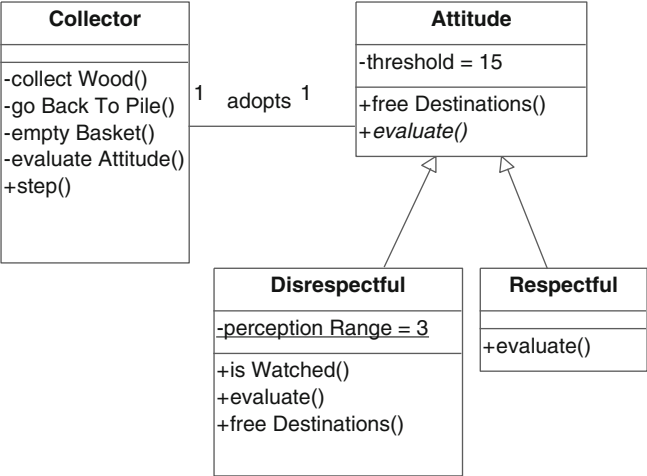 Collector
-collect Wood()
-go Back To Pile()
-empty Basket()
-evaluate Attitude()
+step()
1 adopts 1
Attitude
-threshold = 15
+free Destinations()
+evaluate()
Disrespectful
-perception Range = 3
+is Watched()
+evaluate()
+free Destinations()
Respectful
+evaluate()